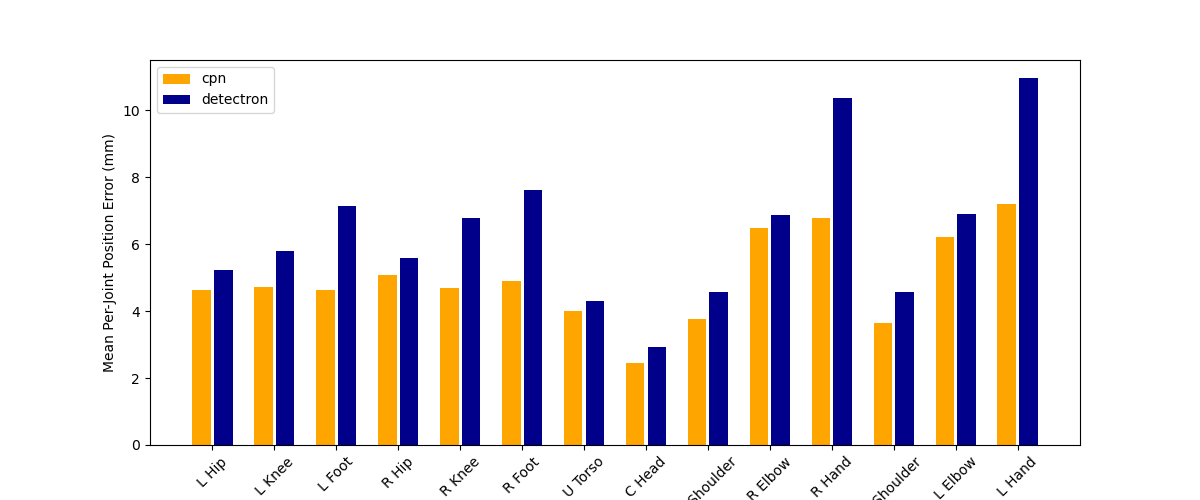 cpn
detectron
Mean Per-Joint Position Error (mm)
10
8
6
4
2
0
L Hip
L Knee
L Foot
R Hip
R Knee
R Foot
U Torso
C Head
Shoulder
R Elbow
R Hand
Shoulder
L Elbow
L Hand